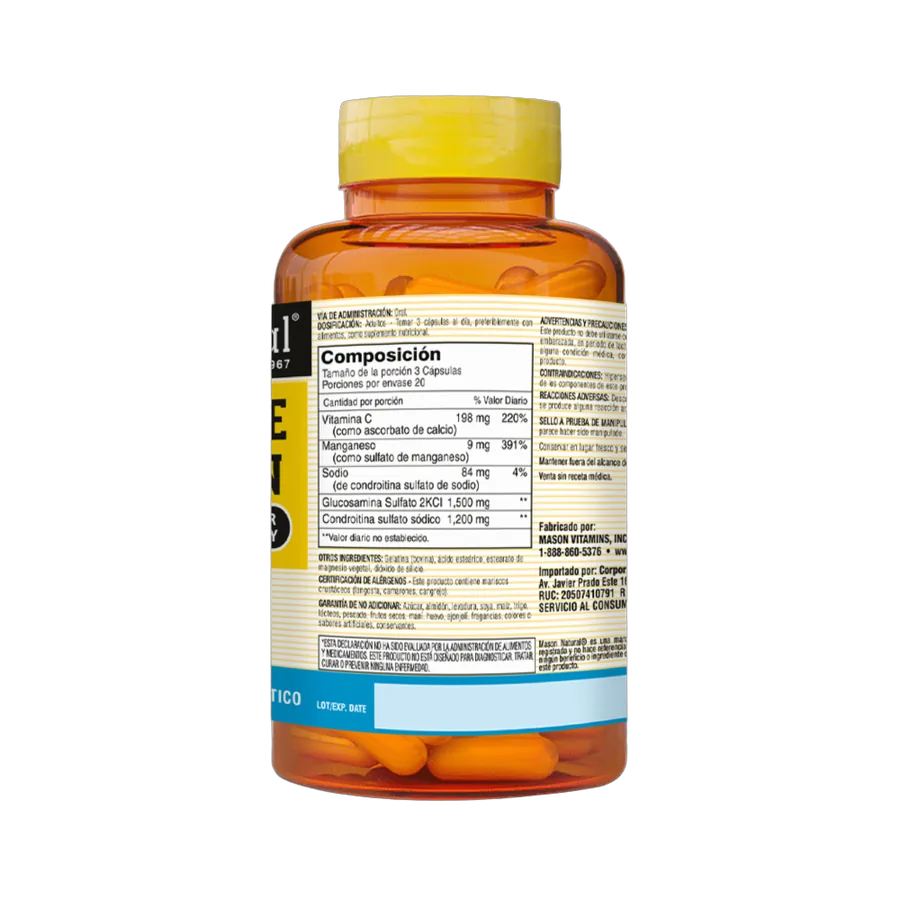 al®
967
E
N
R
Y
TICO
VÍA DE ADMINISTRACIÓN: Oral.
DOSIFICACIÓN: Adultos - Tomar 3 cápsulas al día, preferiblemente con
alimentos, como suplemento nutricional.
Composición
Tamaño de la porción 3 Cápsulas
Porciones por envase 20
Cantidad por porción % Valor Diario
Vitamina C 198 mg 220%
(como ascorbato de calcio)
Manganeso 9 mg 391%
(como sulfato de manganeso)
Sodio 84 mg 4%
(de condroitina sulfato de sodio)
Glucosamina Sulfato 2KCl 1,500 mg **
Condroitina sulfato sódico 1,200 mg **
**Valor diario no establecido.
OTROS INGREDIENTES: Gelatina (bovina), ácido esteárico, estearato de
magnesio vegetal, dióxido de silicio.
CERTIFICACIÓN DE ALÉRGENOS - Este producto contiene mariscos
crustáceos (langosta, camarones, cangrejo).
GARANTÍA DE NO ADICIONAR: Azúcar, almidón, levadura, soya, maíz, trigo,
lácteos, pescado, frutos secos, maní, huevo, ajonjolí, fragancias, colores o
sabores artificiales, conservantes.
*ESTA DECLARACIÓN NO HA SIDO EVALUADA POR LA ADMINISTRACIÓN DE ALIMENTOS
Y MEDICAMENTOS. ESTE PRODUCTO NO ESTÁ DISEÑADO PARA DIAGNOSTICAR, TRATAR,
CURAR O PREVENIR NINGUNA ENFERMEDAD.
LOT/EXP. DATE
ADVERTENCIAS Y PRECAUCIONES
Este producto no debe utilizarse
embarazada, en periodo de
alguna condición médica,
producto.
CONTRAINDICACIONES:
de los componentes de este
REACCIONES ADVERSAS:
se produce alguna reacción
SELLO A PRUEBA DE MANIPUL
parece haber sido manipulado.
Conservar en lugar fresco y
Mantener fuera del alcance
Venta sin receta médica.
Fabricado por:
MASON VITAMINS, INC
1-888-860-5376 •
Importado por: Corpor
Av. Javier Prado Este 16
RUC: 20507410791 R
SERVICIO AL CONSUM
Mason Natural® es una marc
registrada y no hace referencia
ningún beneficio o ingrediente
este producto.